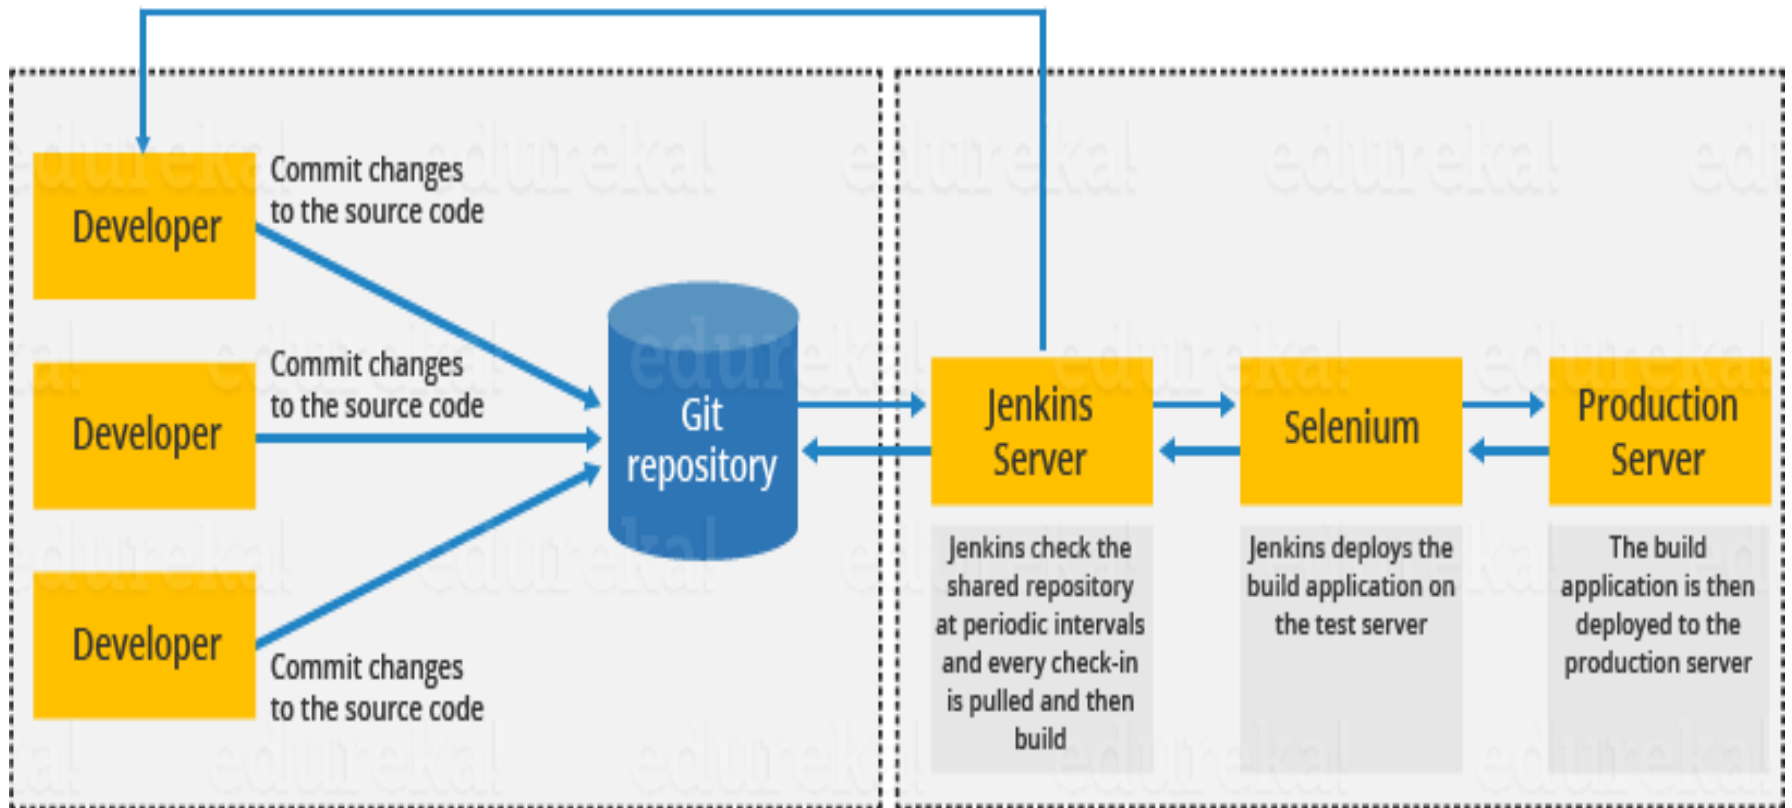 Commit changes
to the source code
Developer
Commit changes
to the source code
Developer
Developer
Commit changes
to the source code
Git
repository
Jenkins
Server
Selenium
Production
Server
Jenkins check the
shared repository
at periodic intervals
and every check-in
is pulled and then
build
Jenkins deploys the
build application on
the test server
The build
application is then
deployed to the
production server
edureka!